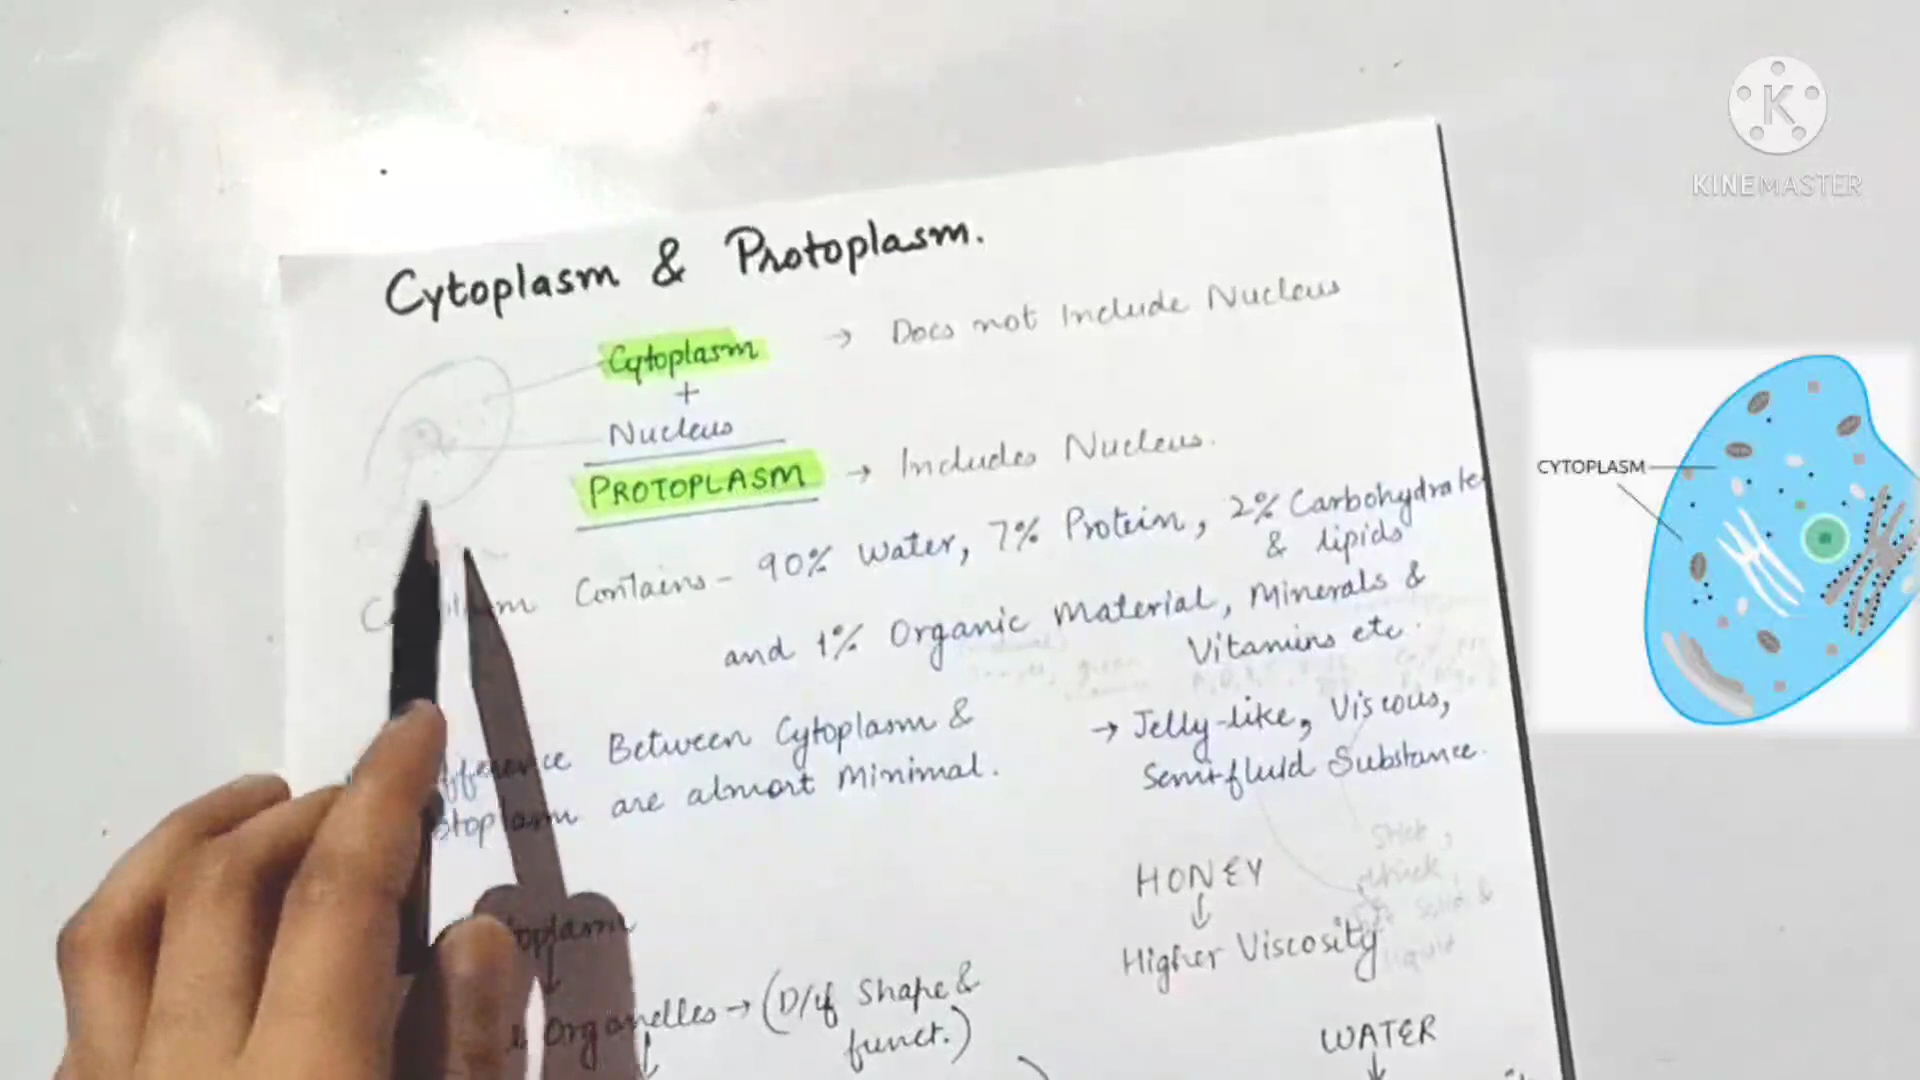 KINEMASTER
Cytoplasm & Protoplasm.
Cytoplasm → Does not Include Nucleus
+
Nucleus
PROTOPLASM → Includes Nucleus.
Contains - 90% Water, 7% Protein, 2% Carbohydrate
& lipids
and 1% Organic Material, Minerals &
Vitamins etc.
Between Cytoplasm &
are almost Minimal.
→ Jelly-like, Viscous,
Semi-fluid Substance.
HONEY
↓
Higher Viscosity
Organelles → (D/if Shape &
funct.)
WATER
CYTOPLASM